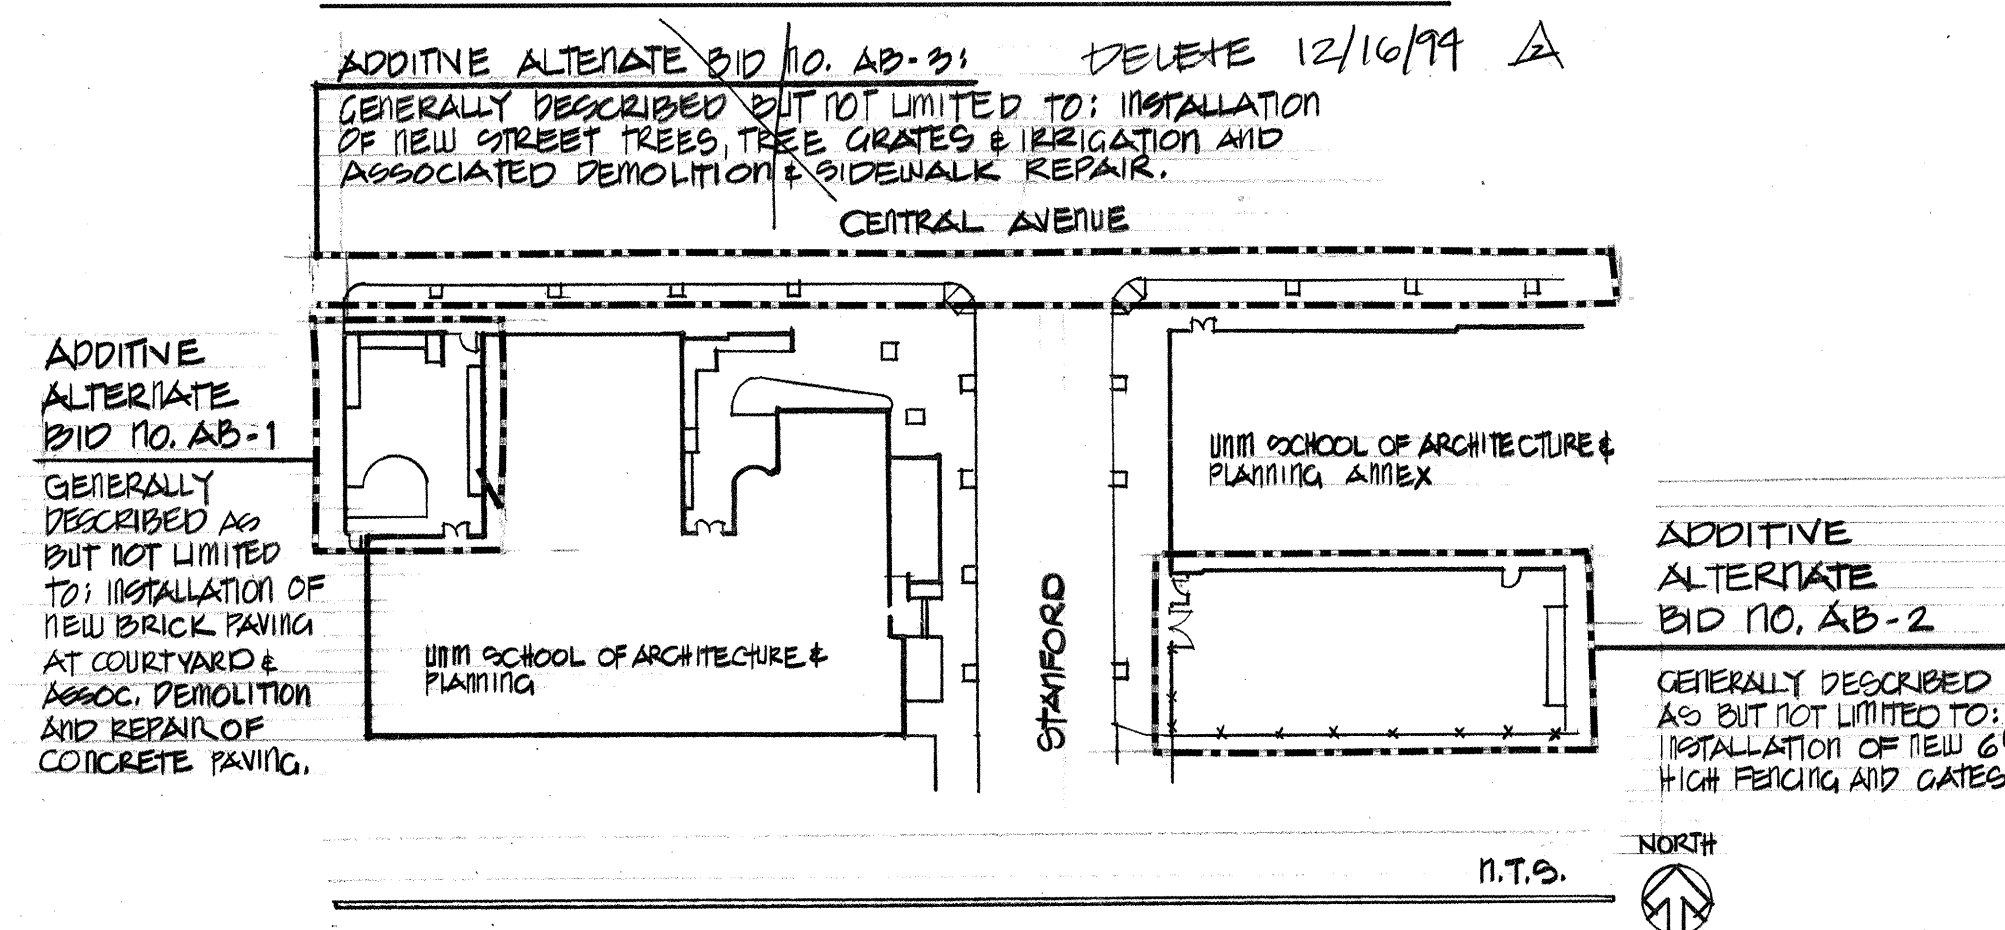 ADDITIVE ALTENATE BID NO. AB-3: DELETE 12/16/94 2
GENERALLY DESCRIBED BUT NOT LIMITED TO: INSTALLATION
OF NEW STREET TREES, TREE GRATES & IRRIGATION AND
ASSOCIATED DEMOLITION & SIDEWALK REPAIR.
CENTRAL AVENUE
ADDITIVE
ALTERNATE
BID NO. AB-1
GENERALLY
DESCRIBED AS
BUT NOT LIMITED
TO: INSTALLATION OF
NEW BRICK PAVING
AT COURTYARD &
ASSOC. DEMOLITION
AND REPAIR OF
CONCRETE PAVING.
UNM SCHOOL OF ARCHITECTURE &
PLANNING
STANFORD
UNM SCHOOL OF ARCHITECTURE &
PLANNING ANNEX
ADDITIVE
ALTERNATE
BID NO. AB-2
GENERALLY DESCRIBED
AS BUT NOT LIMITED TO:
INSTALLATION OF NEW 6'
HIGH FENCING AND GATES
N.T.S.
NORTH